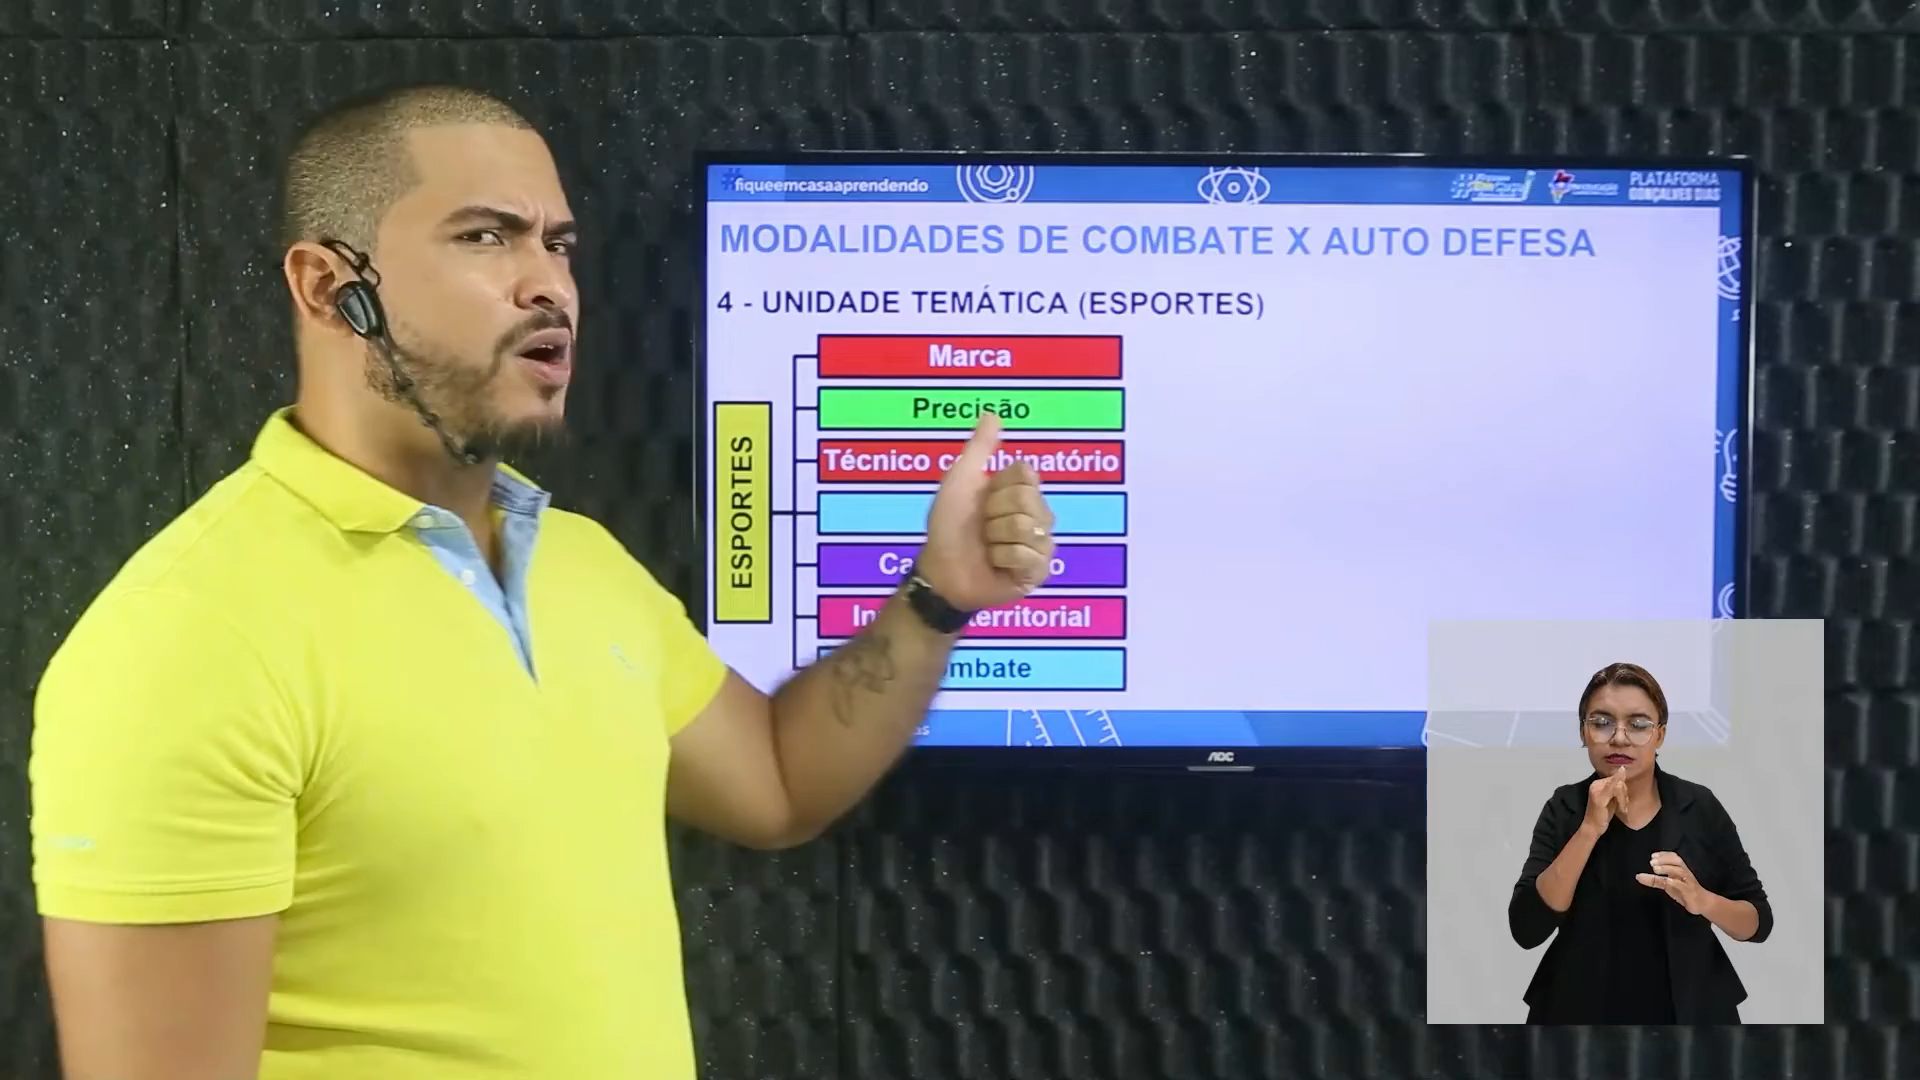 #fiqueemcasaaprendendo
PLATAFORMA
GONÇALVES DIAS
MODALIDADES DE COMBATE X AUTO DEFESA
4 - UNIDADE TEMÁTICA (ESPORTES)
ESPORTES
Marca
Precisão
Técnico combinatório
territorial
AOC